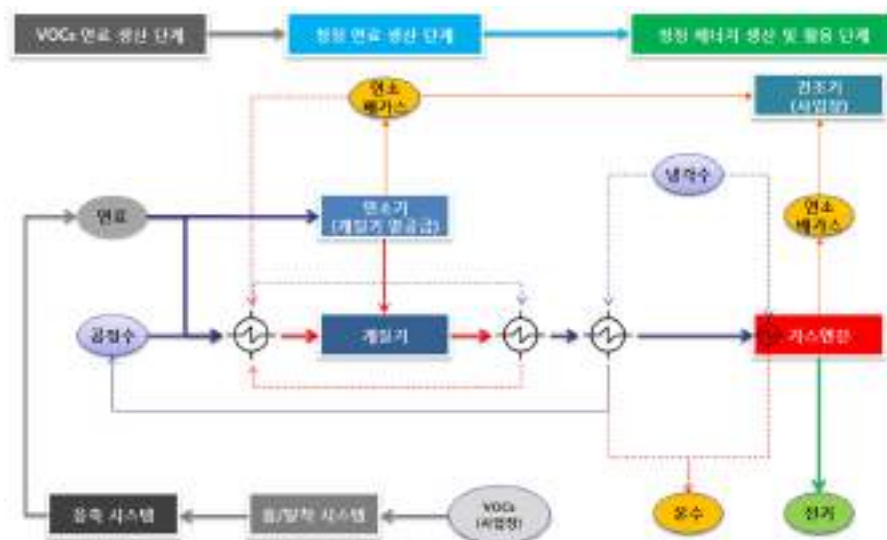 VOCs 연료 생산 단계
청정 연료 생산 단계
청정 에너지 생산 및 활용 단계
연소
배가스
건조기
(사업장)
냉각수
연료
연소기
(개질기 열공급)
연소
배가스
공정수
개질기
가스엔진
응축 시스템
흡/탈착 시스템
VOCs
(사업장)
온수
전기